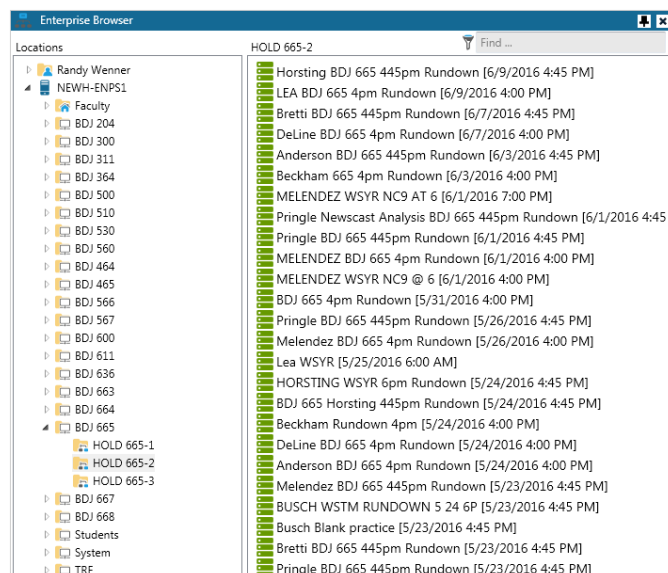 Enterprise Browser
Locations
Randy Wenner
NEWH-ENPS1
Faculty
BDJ 204
BDJ 300
BDJ 311
BDJ 364
BDJ 500
BDJ 510
BDJ 530
BDJ 560
BDJ 464
BDJ 465
BDJ 566
BDJ 567
BDJ 600
BDJ 611
BDJ 636
BDJ 663
BDJ 664
BDJ 665
HOLD 665-1
HOLD 665-2
HOLD 665-3
BDJ 667
BDJ 668
Students
System
TRF
HOLD 665-2
Find ...
Horsting BDJ 665 445pm Rundown [6/9/2016 4:45 PM]
LEA BDJ 665 4pm Rundown [6/9/2016 4:00 PM]
Bretti BDJ 665 445pm Rundown [6/7/2016 4:45 PM]
DeLine BDJ 665 4pm Rundown [6/7/2016 4:00 PM]
Anderson BDJ 665 445pm Rundown [6/3/2016 4:45 PM]
Beckham 665 4pm Rundown [6/3/2016 4:00 PM]
MELENDEZ WSYR NC9 AT 6 [6/1/2016 7:00 PM]
Pringle Newscast Analysis BDJ 665 445pm Rundown [6/1/2016 4:45
Pringle BDJ 665 445pm Rundown [6/1/2016 4:45 PM]
MELENDEZ BDJ 665 4pm Rundown [6/1/2016 4:00 PM]
MELENDEZ WSYR NC9 @ 6 [6/1/2016 4:00 PM]
BDJ 665 4pm Rundown [5/31/2016 4:00 PM]
Pringle BDJ 665 445pm Rundown [5/26/2016 4:45 PM]
Melendez BDJ 665 4pm Rundown [5/26/2016 4:00 PM]
Lea WSYR [5/25/2016 6:00 AM]
HORSTING WSYR 6pm Rundown [5/24/2016 4:45 PM]
BDJ 665 Horsting 445pm Rundown [5/24/2016 4:45 PM]
Beckham Rundown 4pm [5/24/2016 4:00 PM]
DeLine BDJ 665 4pm Rundown [5/24/2016 4:00 PM]
Anderson BDJ 665 4pm Rundown [5/24/2016 4:00 PM]
Melendez BDJ 665 445pm Rundown [5/23/2016 4:45 PM]
BUSCH WSTM RUNDOWN 5 24 6P [5/23/2016 4:45 PM]
Busch Blank practice [5/23/2016 4:45 PM]
Bretti BDJ 665 445pm Rundown [5/23/2016 4:45 PM]
Pringle BDJ 665 445pm Rundown [5/23/2016 4:45 PM]